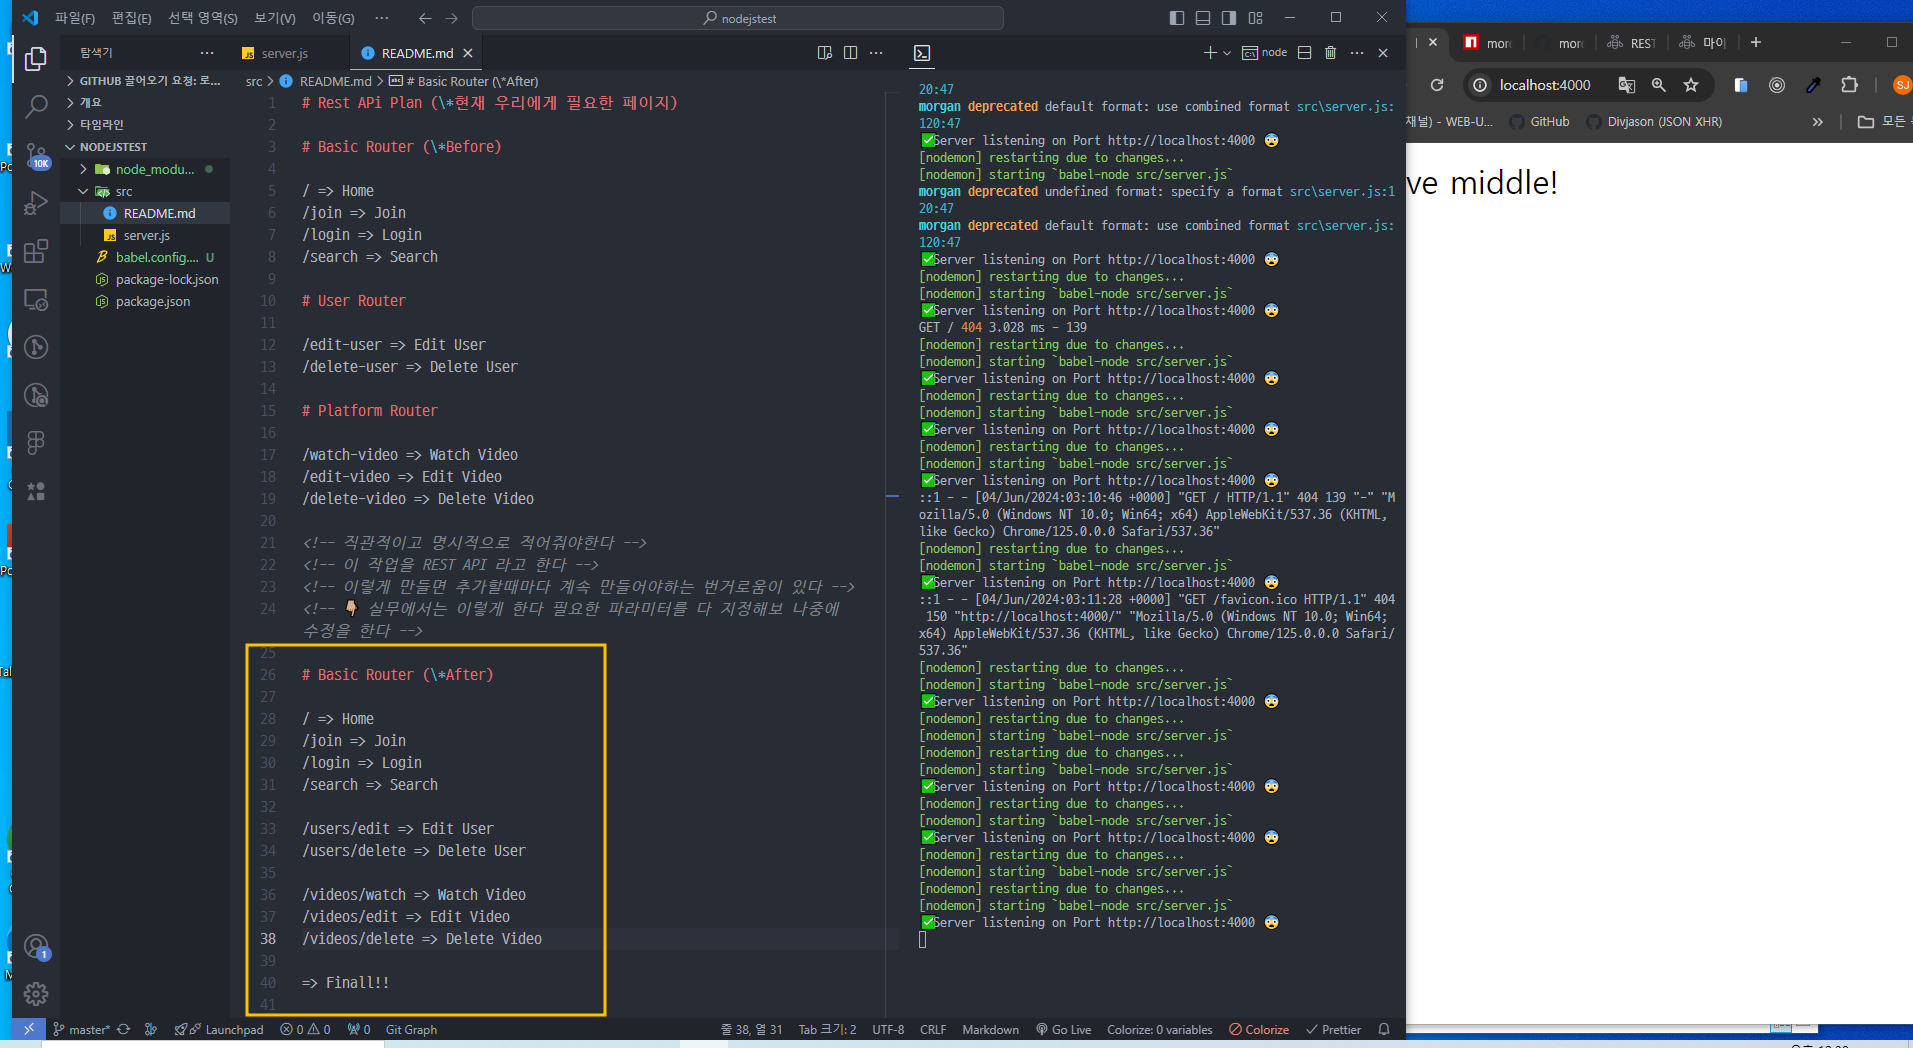 파일(F) 편집(E) 선택 영역(S) 보기(V) 이동(G) ··· nodejstest
탐색기 ···
GITHUB 끌어오기 요청: 로...
개요
타임라인
NODEJSTEST
node_modu...
src
README.md
server.js
babel.config.... U
package-lock.json
package.json
10K
1
server.js README.md
src > README.md > # Basic Router (\*After)
1 # Rest APi Plan (\*현재 우리에게 필요한 페이지)
2
3 # Basic Router (\*Before)
4
5 / => Home
6 /join => Join
7 /login => Login
8 /search => Search
9
10 # User Router
11
12 /edit-user => Edit User
13 /delete-user => Delete User
14
15 # Platform Router
16
17 /watch-video => Watch Video
18 /edit-video => Edit Video
19 /delete-video => Delete Video
20
21 <!-- 직관적이고 명시적으로 적어줘야한다 -->
22 <!-- 이 작업을 REST API 라고 한다 -->
23 <!-- 이렇게 만들면 추가할때마다 계속 만들어야하는 번거로움이 있다 -->
24 <!-- 👇 실무에서는 이렇게 한다 필요한 파라미터를 다 지정해보 나중에
수정을 한다 -->
25
26 # Basic Router (\*After)
27
28 / => Home
29 /join => Join
30 /login => Login
31 /search => Search
32
33 /users/edit => Edit User
34 /users/delete => Delete User
35
36 /videos/watch => Watch Video
37 /videos/edit => Edit Video
38 /videos/delete => Delete Video
39
40 => Finall!!
41
node
20:47
morgan deprecated default format: use combined format src\server.js:
120:47
✅Server listening on Port http://localhost:4000 😨
[nodemon] restarting due to changes...
[nodemon] starting `babel-node src/server.js`
morgan deprecated undefined format: specify a format src\server.js:1
20:47
morgan deprecated default format: use combined format src\server.js:
120:47
✅Server listening on Port http://localhost:4000 😨
[nodemon] restarting due to changes...
[nodemon] starting `babel-node src/server.js`
✅Server listening on Port http://localhost:4000 😨
GET / 404 3.028 ms - 139
[nodemon] restarting due to changes...
[nodemon] starting `babel-node src/server.js`
✅Server listening on Port http://localhost:4000 😨
[nodemon] restarting due to changes...
[nodemon] starting `babel-node src/server.js`
✅Server listening on Port http://localhost:4000 😨
[nodemon] restarting due to changes...
[nodemon] starting `babel-node src/server.js`
✅Server listening on Port http://localhost:4000 😨
::1 - - [04/Jun/2024:03:10:46 +0000] "GET / HTTP/1.1" 404 139 "-" "M
ozilla/5.0 (Windows NT 10.0; Win64; x64) AppleWebKit/537.36 (KHTML,
like Gecko) Chrome/125.0.0.0 Safari/537.36"
[nodemon] restarting due to changes...
[nodemon] starting `babel-node src/server.js`
✅Server listening on Port http://localhost:4000 😨
::1 - - [04/Jun/2024:03:11:28 +0000] "GET /favicon.ico HTTP/1.1" 404
150 "http://localhost:4000/" "Mozilla/5.0 (Windows NT 10.0; Win64;
x64) AppleWebKit/537.36 (KHTML, like Gecko) Chrome/125.0.0.0 Safari/
537.36"
[nodemon] restarting due to changes...
[nodemon] starting `babel-node src/server.js`
✅Server listening on Port http://localhost:4000 😨
[nodemon] restarting due to changes...
[nodemon] starting `babel-node src/server.js`
[nodemon] restarting due to changes...
[nodemon] starting `babel-node src/server.js`
✅Server listening on Port http://localhost:4000 😨
[nodemon] restarting due to changes...
[nodemon] starting `babel-node src/server.js`
✅Server listening on Port http://localhost:4000 😨
[nodemon] restarting due to changes...
[nodemon] starting `babel-node src/server.js`
[nodemon] restarting due to changes...
[nodemon] starting `babel-node src/server.js`
✅Server listening on Port http://localhost:4000 😨
master* Launchpad 0 0 0 Git Graph 줄 38, 열 31 Tab 크기: 2 UTF-8 CRLF Markdown Go Live Colorize: 0 variables Colorize Prettier
mor mor REST 마이
localhost:4000 SJ
채널) - WEB-U... GitHub Divjason (JSON XHR) » 모든
ve middle!